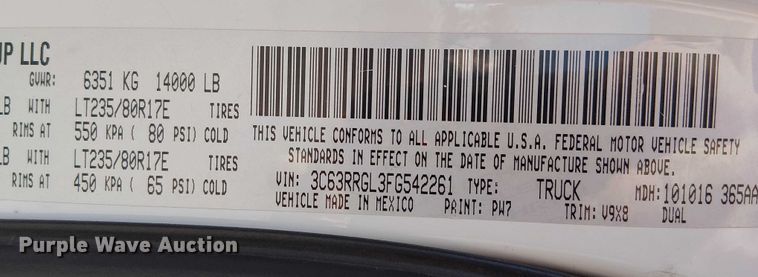 UP LLC
GVWR: 6351 KG 14000 LB
LB WITH LT235/80R17E TIRES
RIMS AT 550 KPA ( 80 PSI) COLD
LB WITH LT235/80R17E TIRES
RIMS AT 450 KPA ( 65 PSI) COLD
THIS VEHICLE CONFORMS TO ALL APPLICABLE U.S.A. FEDERAL MOTOR VEHICLE SAFETY
STANDARDS IN EFFECT ON THE DATE OF MANUFACTURE SHOWN ABOVE.
VIN: 3C63RRGL3FG542261 TYPE: TRUCK MDH: 101016 365AA
VEHICLE MADE IN MEXICO PAINT: PW7 TRIM: V9X8 DUAL
Purple Wave Auction